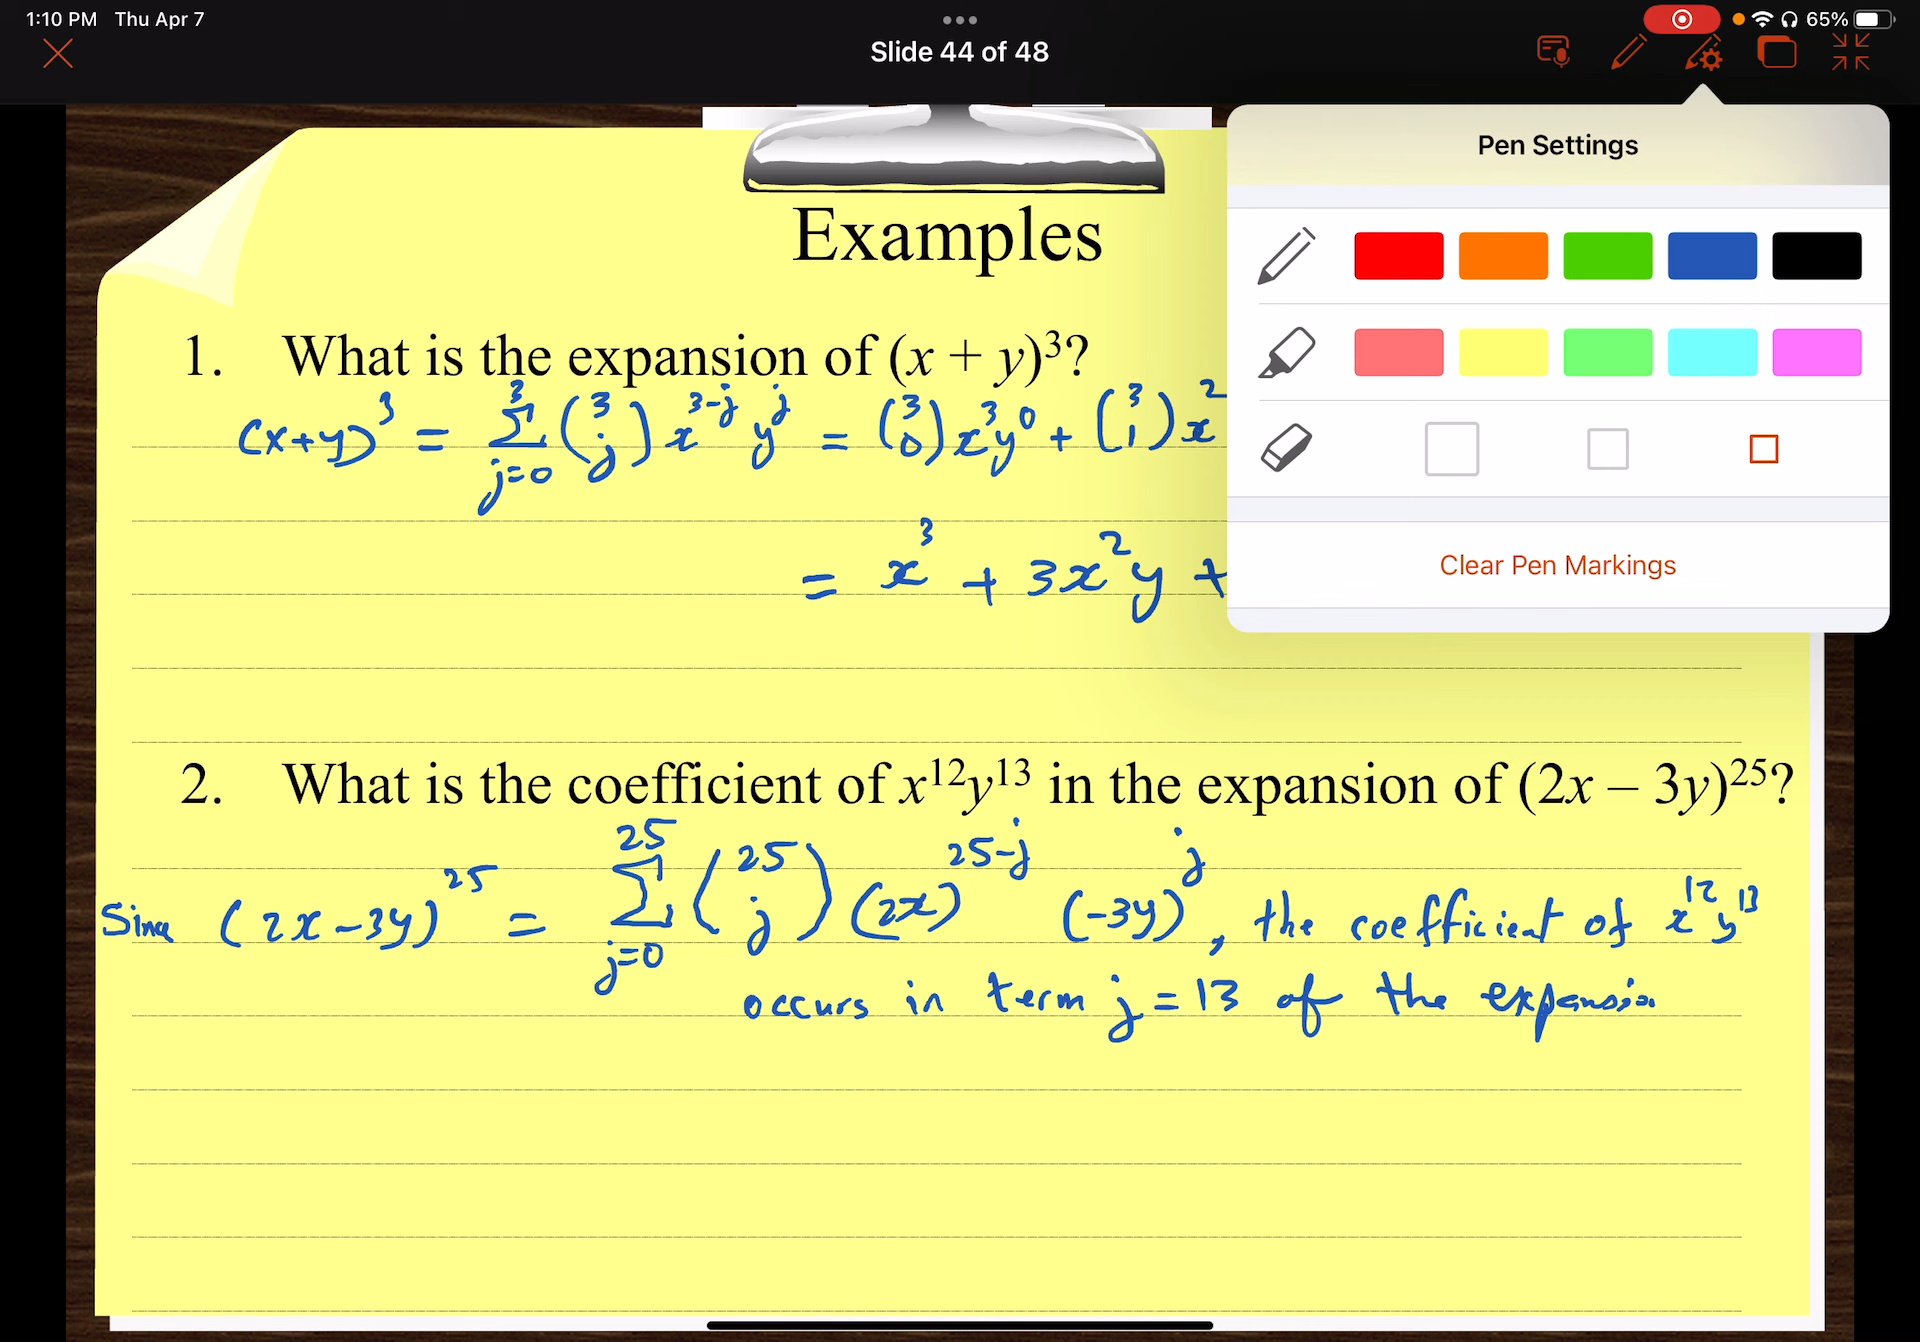 1:10 PM Thu Apr 7
65%
Slide 44 of 48
Pen Settings
Clear Pen Markings
Examples
1. What is the expansion of (x + y)³?
(x+y)³ = Σ_{j=0}^{3} (3 j) x^{3-j} y^j = (3 0) x³y⁰ + (3 1) x²
= x³ + 3x²y +
2. What is the coefficient of x¹²y¹³ in the expansion of (2x – 3y)²⁵?
Since (2x-3y)²⁵ = Σ_{j=0}^{25} (25 j) (2x)^{25-j} (-3y)^j, the coefficient of x¹²y¹³
occurs in term j = 13 of the expansion